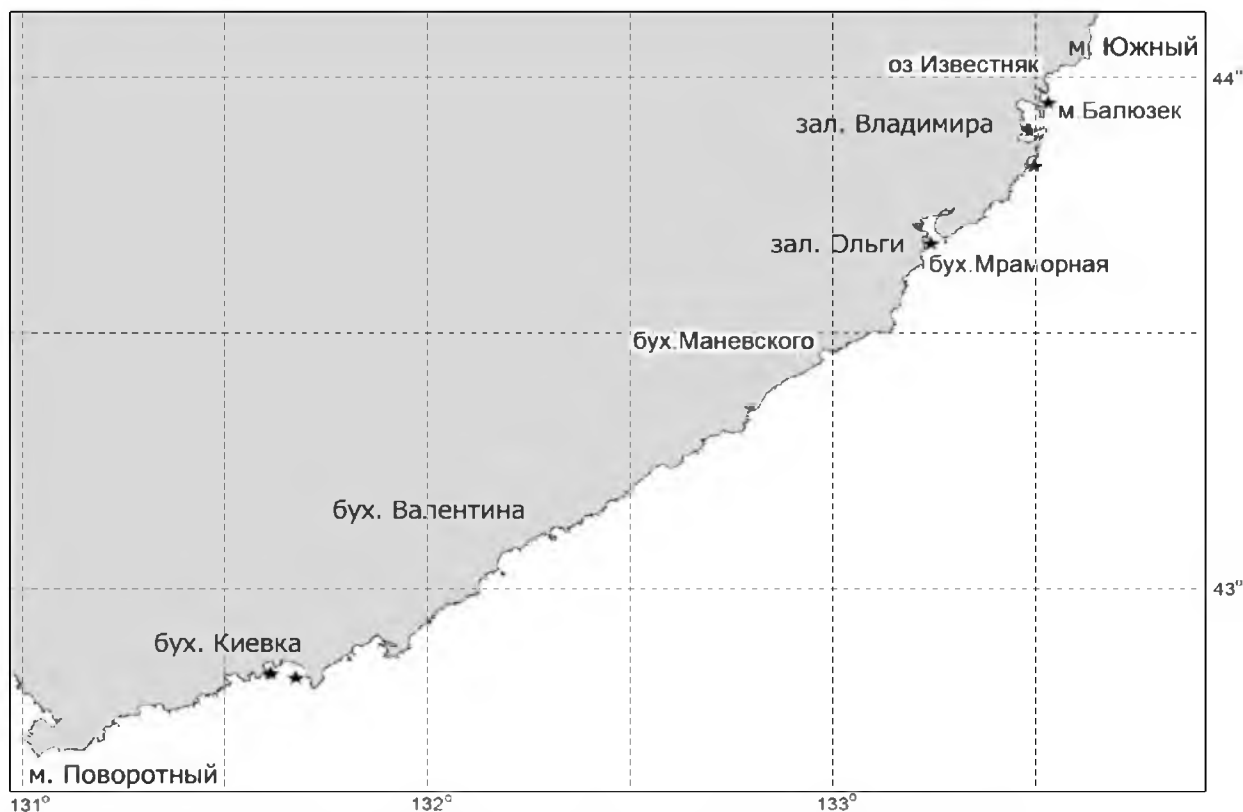 м. Южный
оз Известняк
44°
м.Балюзек
зал. Владимира
зал. Ольги
бух.Мраморная
бух.Маневского
бух. Валентина
43°
бух. Киевка
м. Поворотный
131°
132°
133°